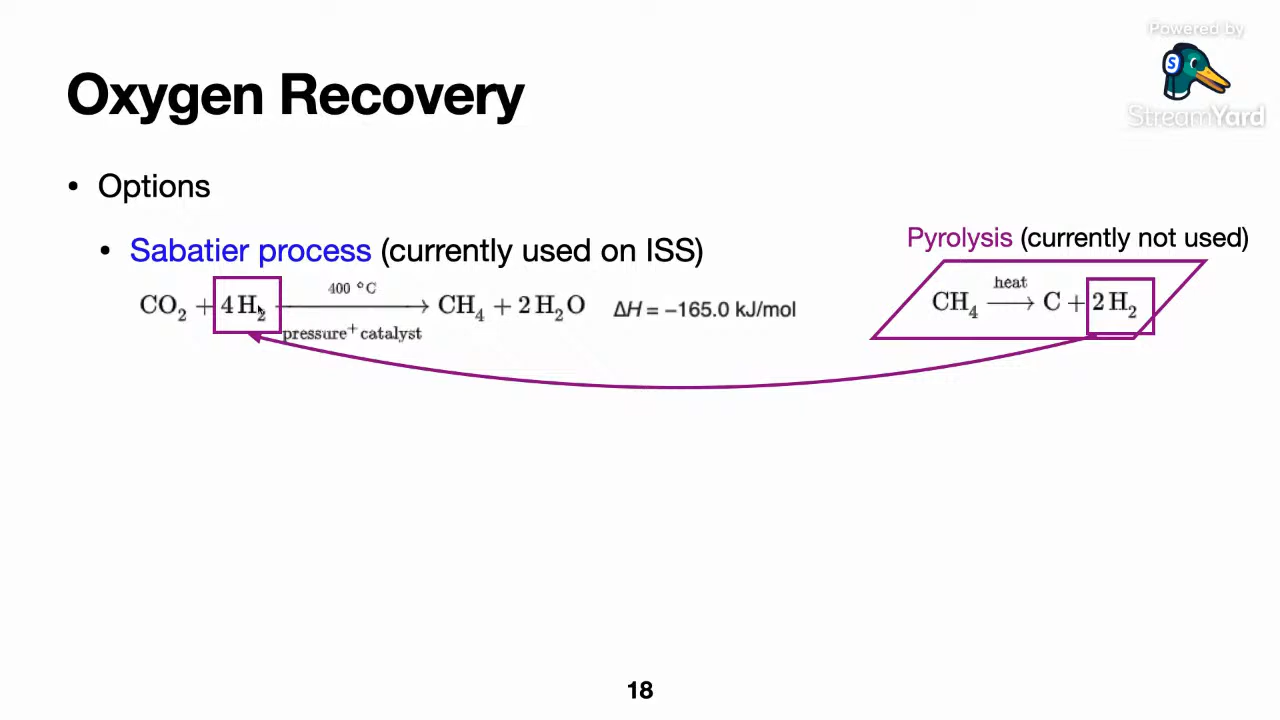 Powered by
S
StreamYard
Oxygen Recovery
• Options
• Sabatier process (currently used on ISS)
400 °C
CO₂ + 4 H₂ ⟶ CH₄ + 2 H₂O ΔH = −165.0 kJ/mol
pressure+catalyst
Pyrolysis (currently not used)
heat
CH₄ ⟶ C + 2 H₂
18